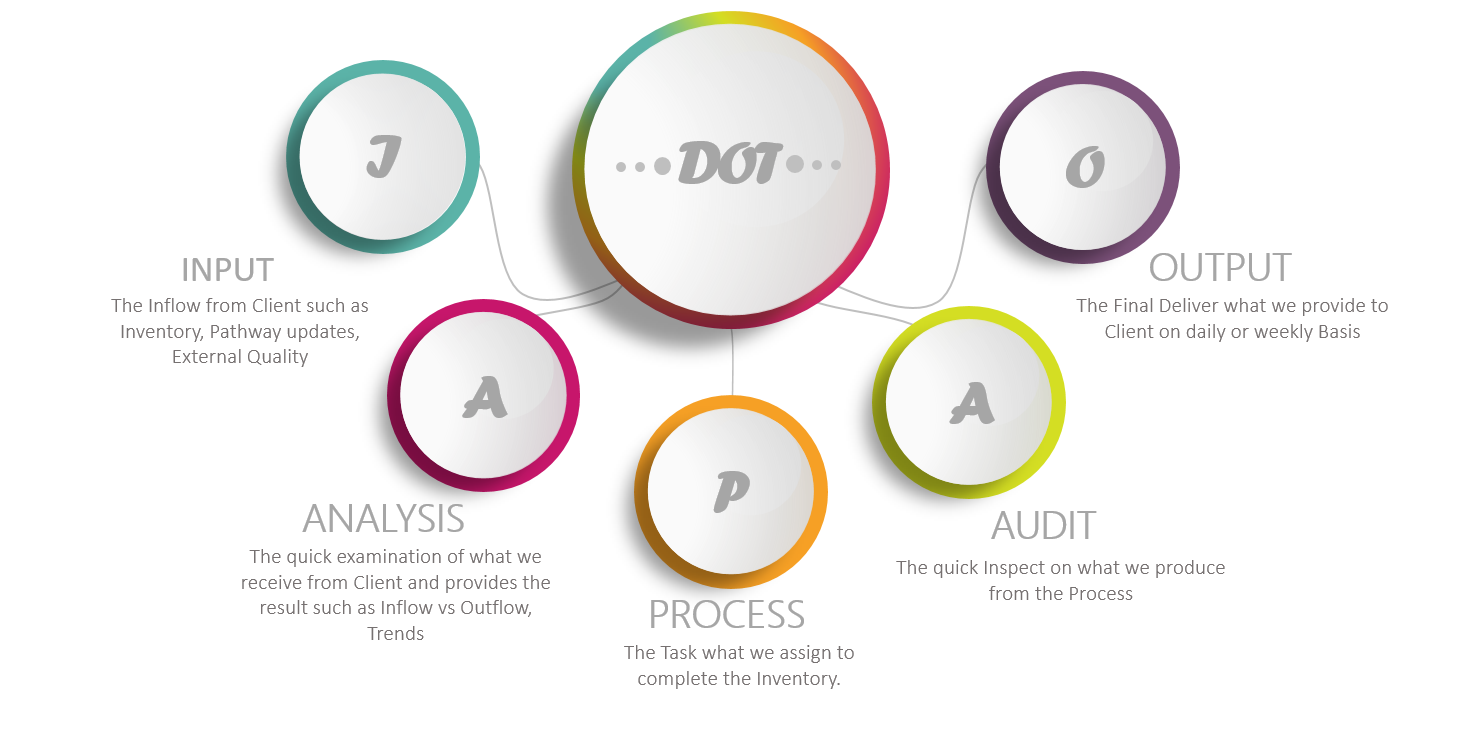 I
DOT
O
INPUT
The Inflow from Client such as
Inventory, Pathway updates,
External Quality
OUTPUT
The Final Deliver what we provide to
Client on daily or weekly Basis
A
A
P
ANALYSIS
The quick examination of what we
receive from Client and provides the
result such as Inflow vs Outflow,
Trends
AUDIT
The quick Inspect on what we produce
from the Process
PROCESS
The Task what we assign to
complete the Inventory.